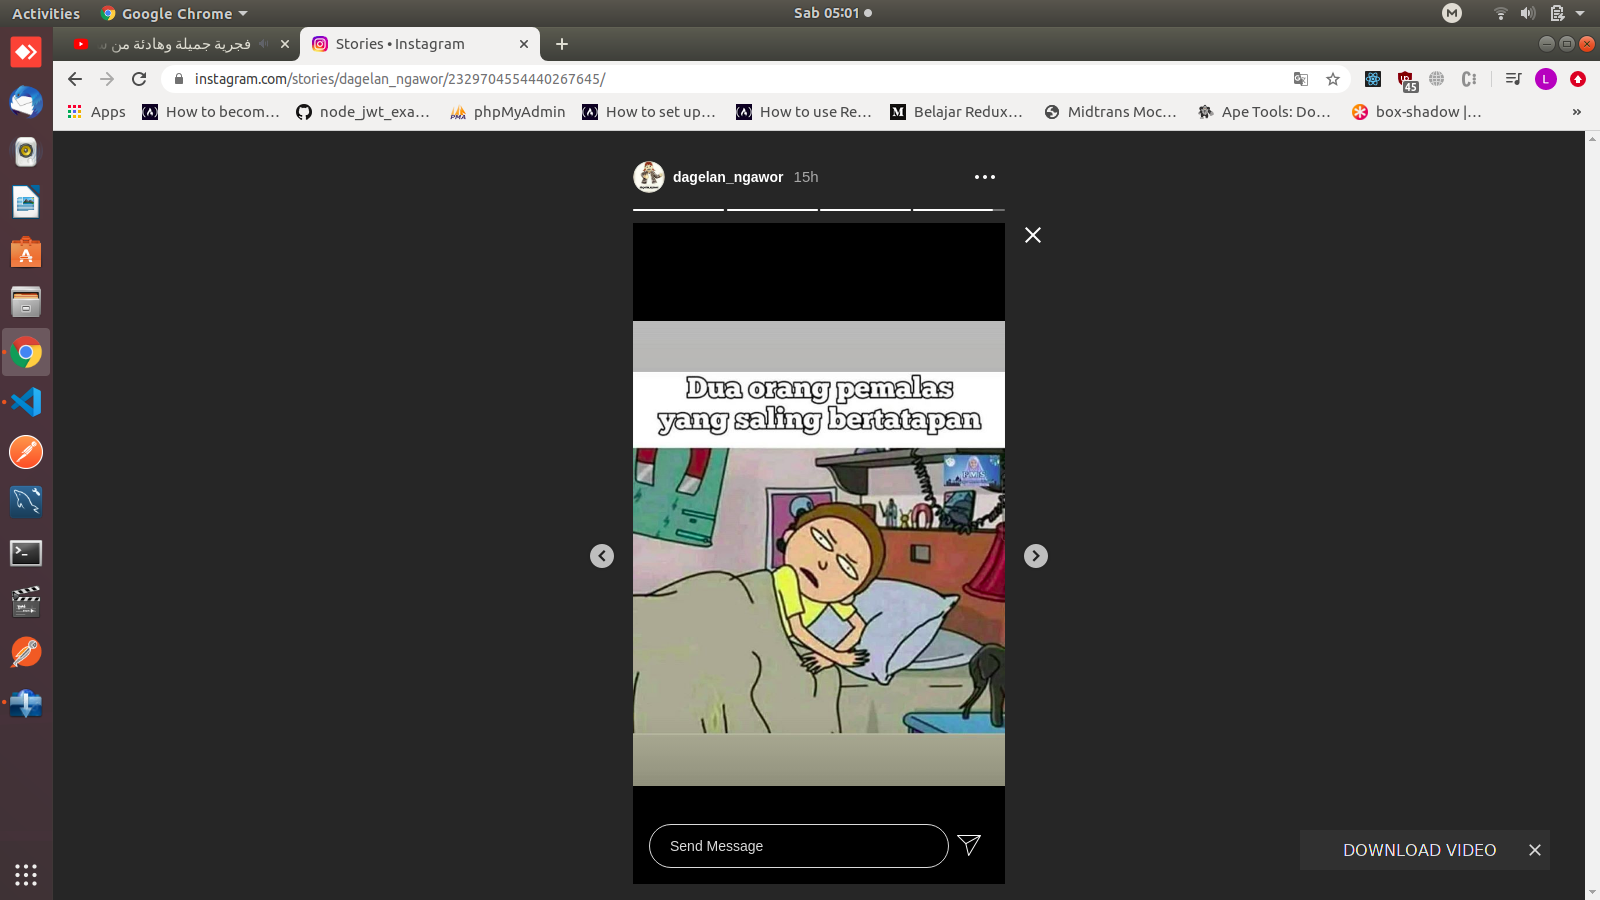 Activities
Google Chrome
Sab 05:01
M
فجرية جميلة وهادئة من
Stories • Instagram
instagram.com/stories/dagelan_ngawor/2329704554440267645/
45
L
Apps
How to becom…
node_jwt_exa…
phpMyAdmin
How to set up…
How to use Re…
Belajar Redux…
Midtrans Moc…
Ape Tools: Do…
box-shadow |…
»
dagelan_ngawor 15h
Dua orang pemalas
yang saling bertatapan
P.M.S
Send Message
DOWNLOAD VIDEO